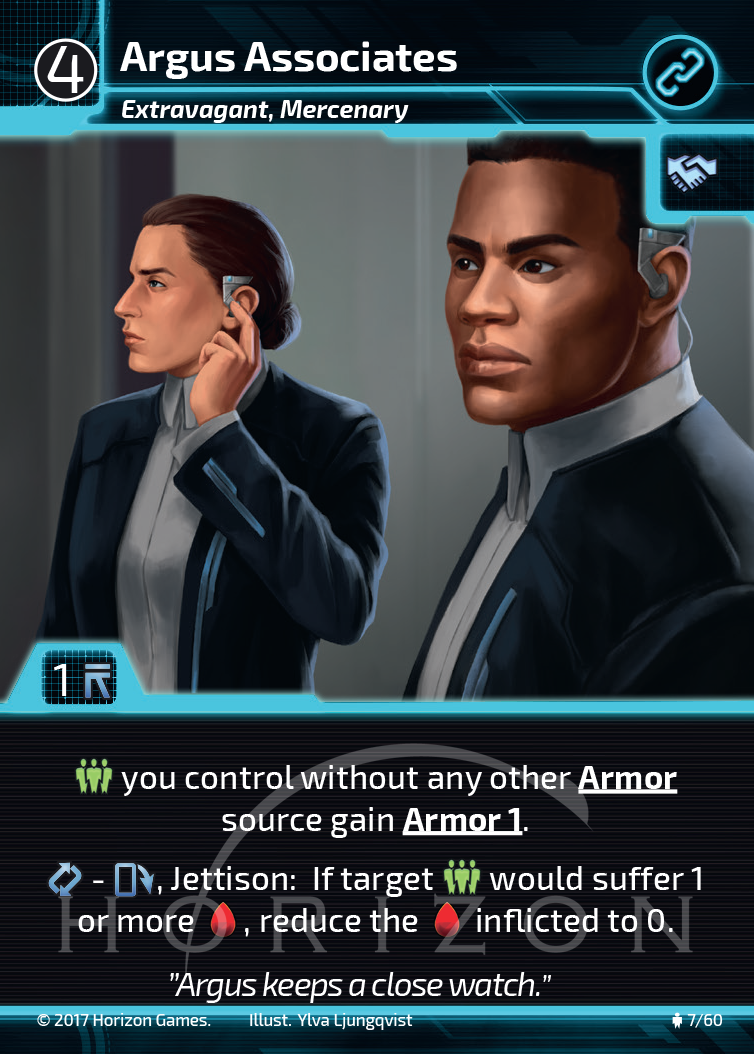 4
Argus Associates
Extravagant, Mercenary
1
you control without any other Armor
source gain Armor 1.
- , Jettison: If target would suffer 1
or more , reduce the inflicted to 0.
HORIZON
"Argus keeps a close watch."
© 2017 Horizon Games. Illust. Ylva Ljungqvist 7/60